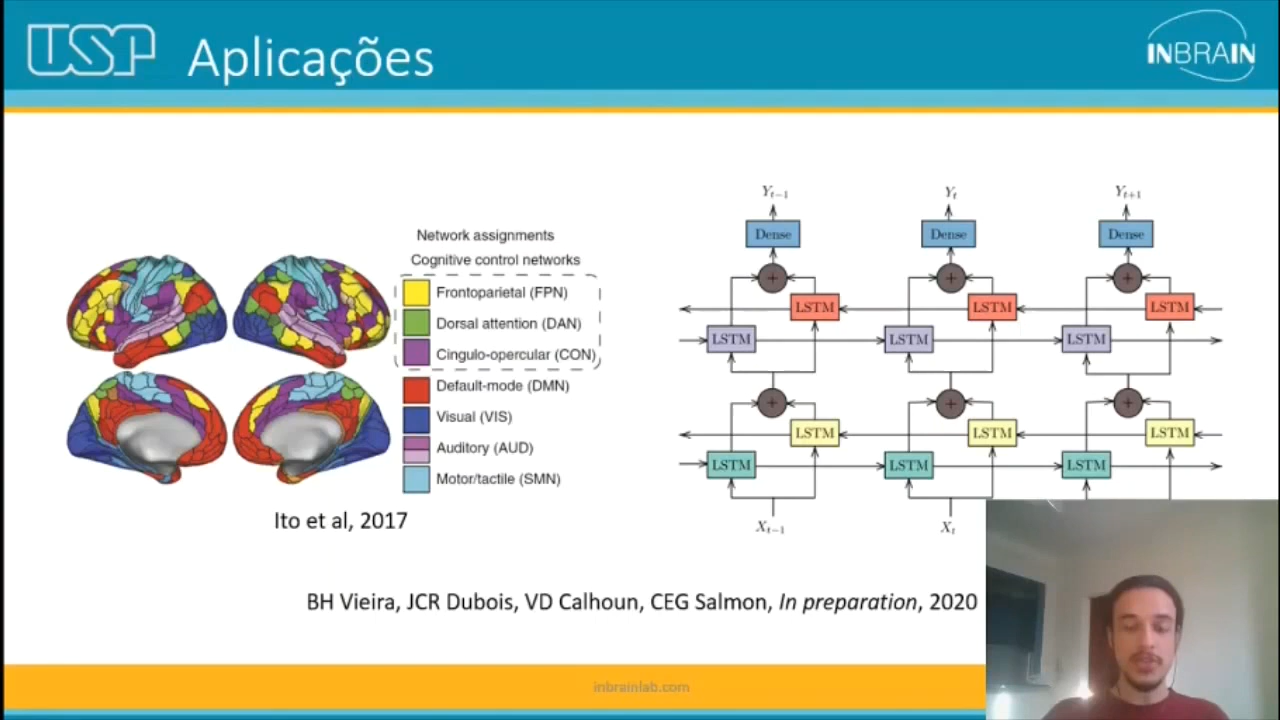 USP
Aplicações
INBRAIN
Network assignments
Cognitive control networks
Frontoparietal (FPN)
Dorsal attention (DAN)
Cingulo-opercular (CON)
Default-mode (DMN)
Visual (VIS)
Auditory (AUD)
Motor/tactile (SMN)
Ito et al, 2017
Yt−1 Yt Yt+1
Dense Dense Dense
+ + +
LSTM LSTM LSTM
LSTM LSTM LSTM
+ + +
LSTM LSTM LSTM
LSTM LSTM LSTM
Xt−1 Xt
BH Vieira, JCR Dubois, VD Calhoun, CEG Salmon, In preparation, 2020
inbrainlab.com